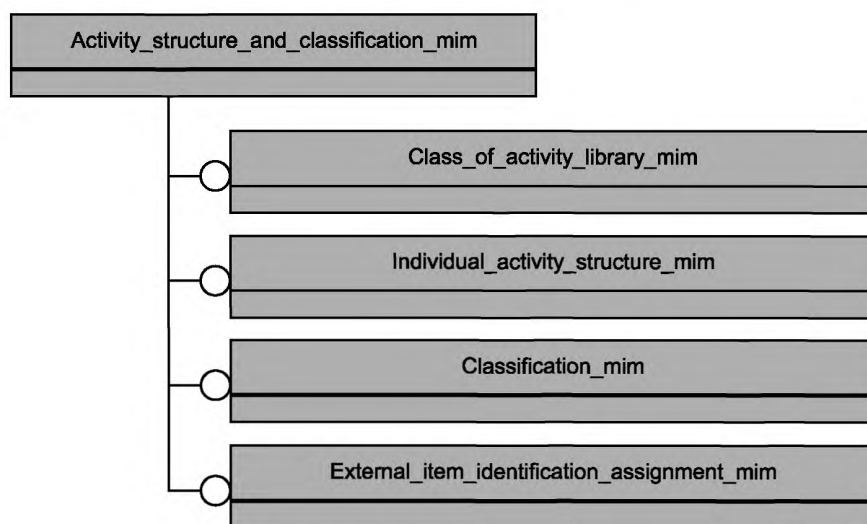 Activity_structure_and_classification_mim
Class_of_activity_library_mim
Individual_activity_structure_mim
Classification_mim
External_item_identification_assignment_mim